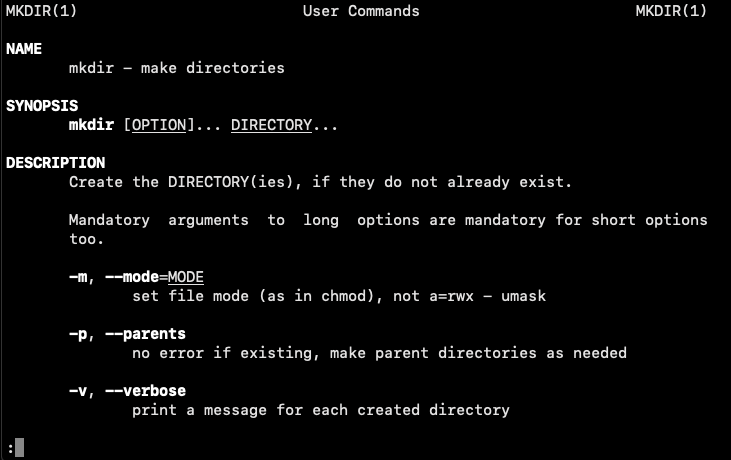 MKDIR(1) User Commands MKDIR(1)
NAME
mkdir – make directories
SYNOPSIS
mkdir [OPTION]... DIRECTORY...
DESCRIPTION
Create the DIRECTORY(ies), if they do not already exist.
Mandatory arguments to long options are mandatory for short options
too.
-m, --mode=MODE
set file mode (as in chmod), not a=rwx – umask
-p, --parents
no error if existing, make parent directories as needed
-v, --verbose
print a message for each created directory
: